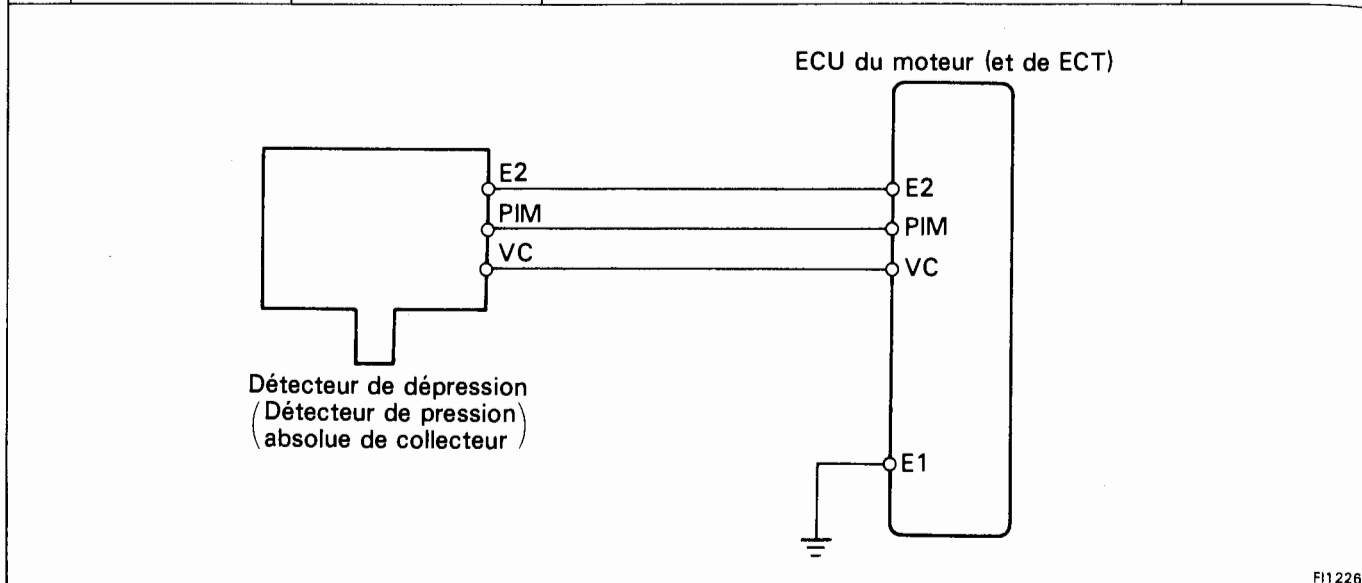 ECU du moteur (et de ECT)
E2
E2
PIM
PIM
VC
VC
Détecteur de dépression
(Détecteur de pression
absolue de collecteur)
E1
FI1226